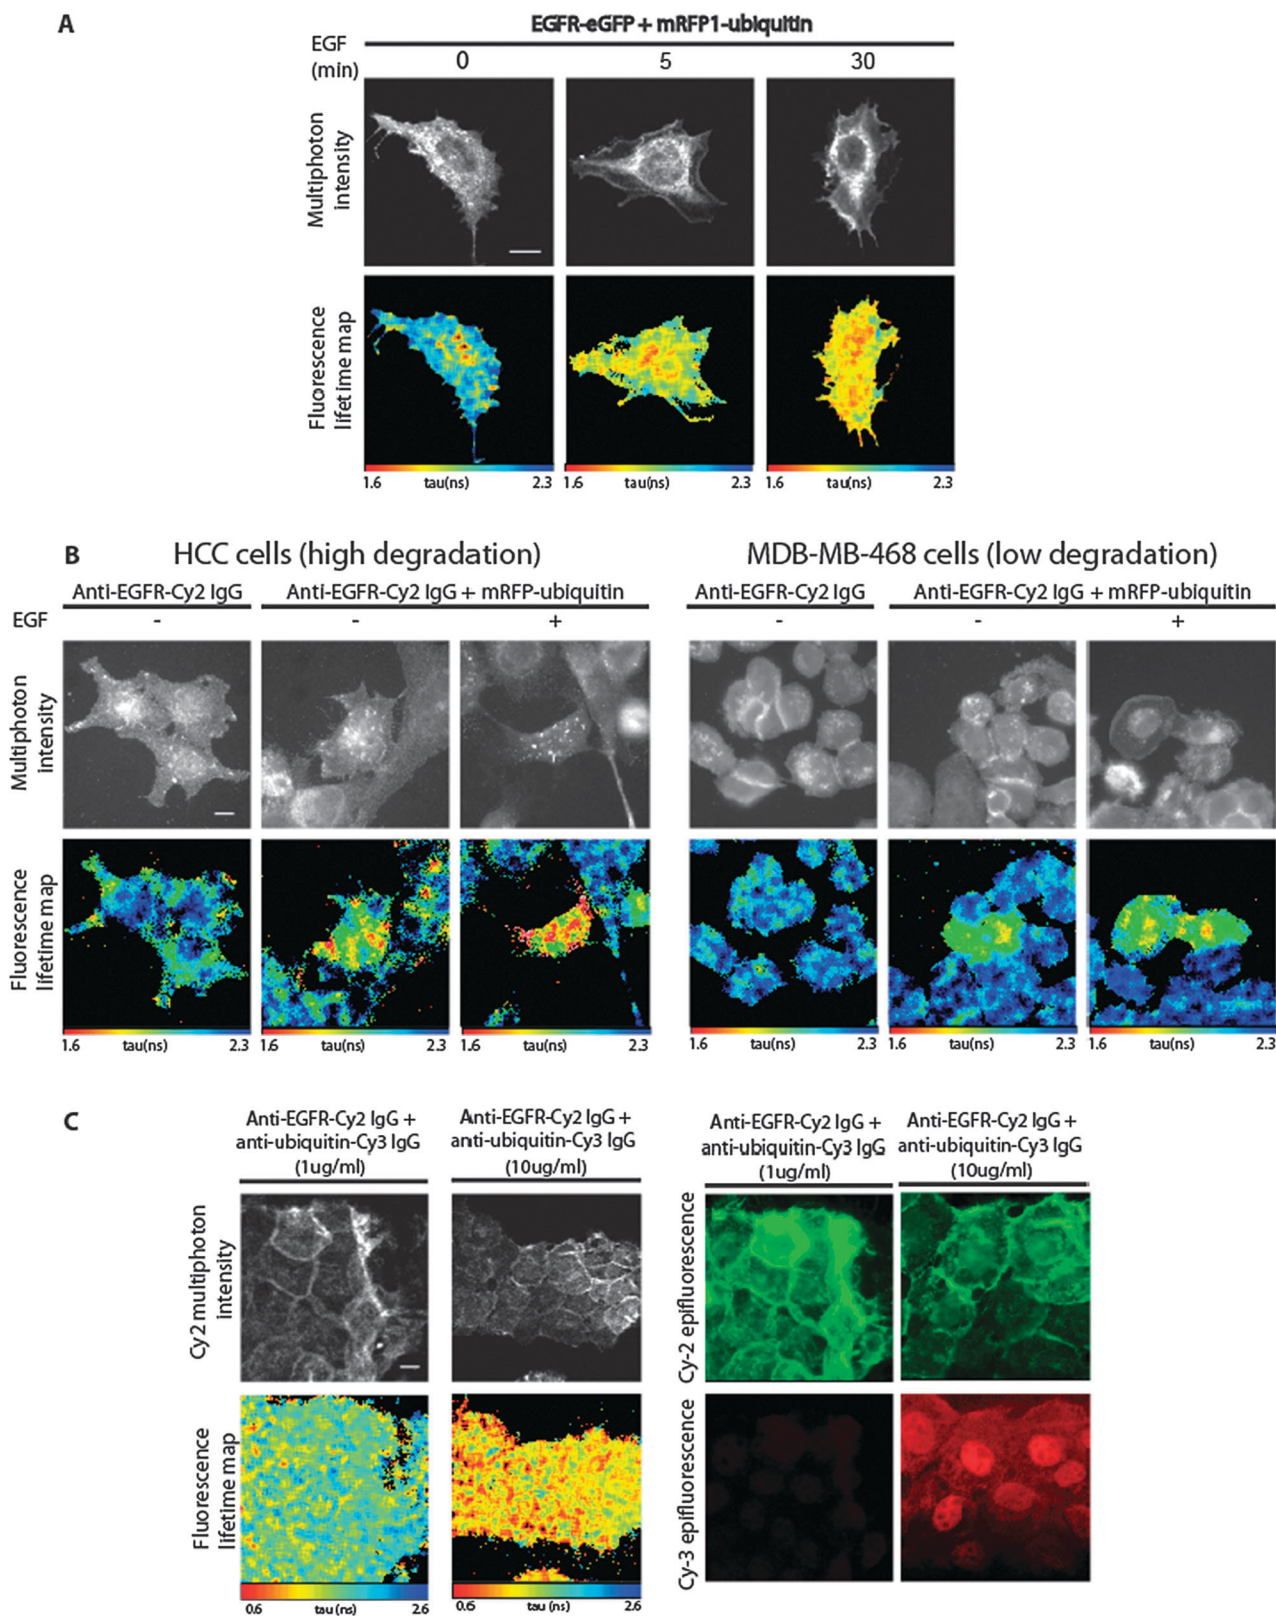 A
EGFR-eGFP + mRFP1-ubiquitin
EGF
(min)
0
5
30
Multiphoton
intensity
Fluorescence
lifetime map
1.6 tau(ns) 2.3
1.6 tau(ns) 2.3
1.6 tau(ns) 2.3
B
HCC cells (high degradation)
MDB-MB-468 cells (low degradation)
Anti-EGFR-Cy2 IgG
Anti-EGFR-Cy2 IgG + mRFP-ubiquitin
Anti-EGFR-Cy2 IgG
Anti-EGFR-Cy2 IgG + mRFP-ubiquitin
EGF
- - + - - +
Multiphoton
intensity
Fluorescence
lifetime map
1.6 tau(ns) 2.3
1.6 tau(ns) 2.3
1.6 tau(ns) 2.3
1.6 tau(ns) 2.3
1.6 tau(ns) 2.3
1.6 tau(ns) 2.3
C
Anti-EGFR-Cy2 IgG +
anti-ubiquitin-Cy3 IgG
(1ug/ml)
Anti-EGFR-Cy2 IgG +
anti-ubiquitin-Cy3 IgG
(10ug/ml)
Anti-EGFR-Cy2 IgG +
anti-ubiquitin-Cy3 IgG
(1ug/ml)
Anti-EGFR-Cy2 IgG +
anti-ubiquitin-Cy3 IgG
(10ug/ml)
Cy2 multiphoton
intensity
Fluorescence
lifetime map
0.6 tau (ns) 2.6
0.6 tau (ns) 2.6
Cy-2 epifluorescence
Cy-3 epifluorescence